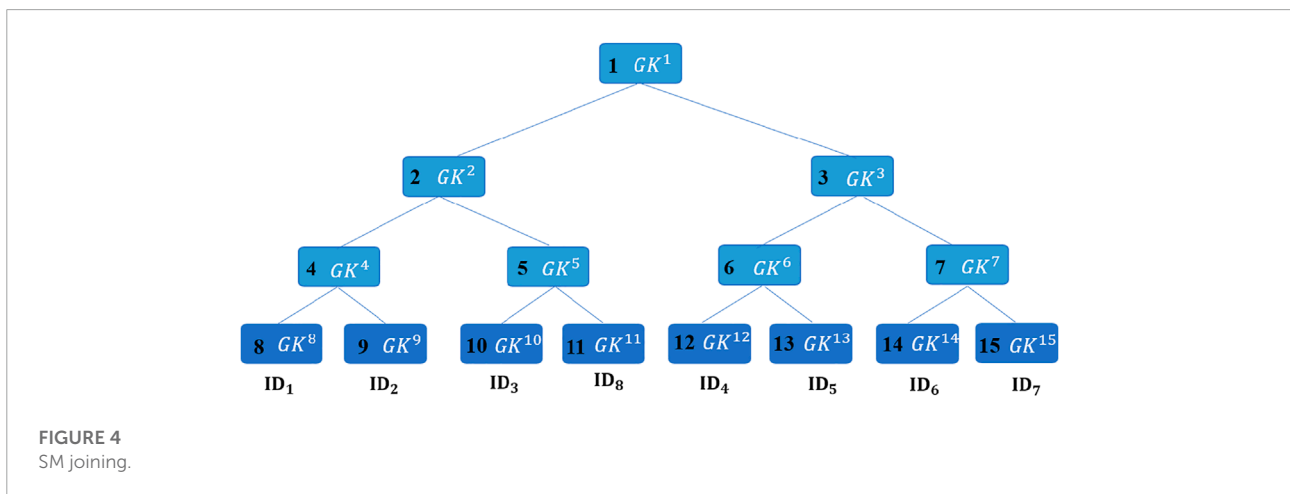 1 GK¹
2 GK² 3 GK³
4 GK⁴ 5 GK⁵ 6 GK⁶ 7 GK⁷
8 GK⁸ 9 GK⁹ 10 GK¹⁰ 11 GK¹¹ 12 GK¹² 13 GK¹³ 14 GK¹⁴ 15 GK¹⁵
ID₁ ID₂ ID₃ ID₈ ID₄ ID₅ ID₆ ID₇
FIGURE 4
SM joining.